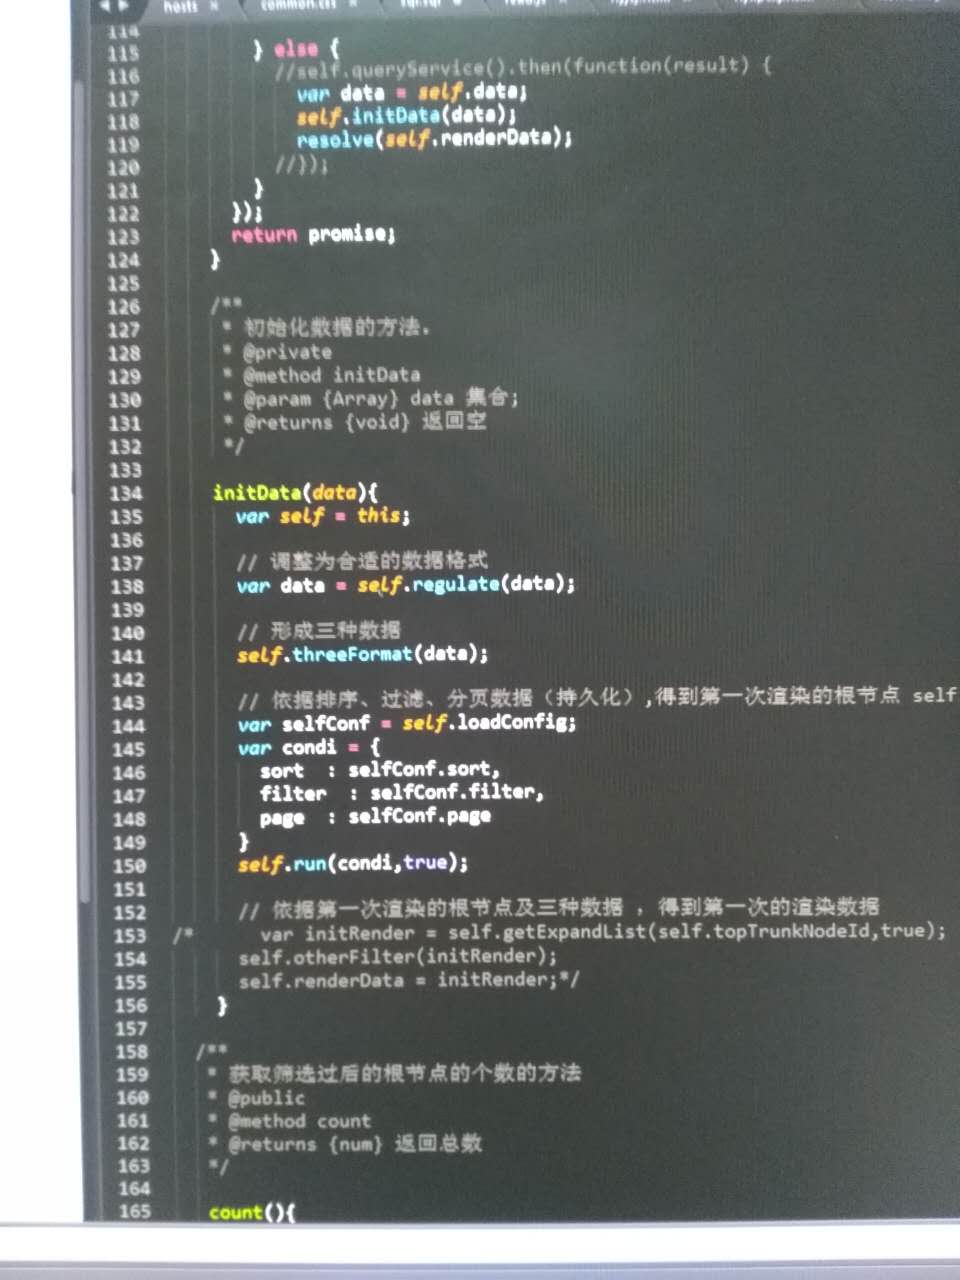 hosts
common.css
114
115 } else {
116 //self.queryService().then(function(result) {
117 var data = self.data;
118 self.initData(data);
119 resolve(self.renderData);
120 //});
121 }
122 });
123 return promise;
124 }
125
126 /**
127 * 初始化数据的方法.
128 * @private
129 * @method initData
130 * @param {Array} data 集合;
131 * @returns {void} 返回空
132 */
133
134 initData(data){
135 var self = this;
136
137 // 调整为合适的数据格式
138 var data = self.regulate(data);
139
140 // 形成三种数据
141 self.threeFormat(data);
142
143 // 依据排序、过滤、分页数据（持久化）,得到第一次渲染的根节点 self
144 var selfConf = self.loadConfig;
145 var condi = {
146 sort : selfConf.sort,
147 filter : selfConf.filter,
148 page : selfConf.page
149 }
150 self.run(condi,true);
151
152 // 依据第一次渲染的根节点及三种数据 ，得到第一次的渲染数据
153 /* var initRender = self.getExpandList(self.topTrunkNodeId,true);
154 self.otherFilter(initRender);
155 self.renderData = initRender;*/
156 }
157
158 /**
159 * 获取筛选过后的根节点的个数的方法
160 * @public
161 * @method count
162 * @returns {num} 返回总数
163 */
164
165 count(){